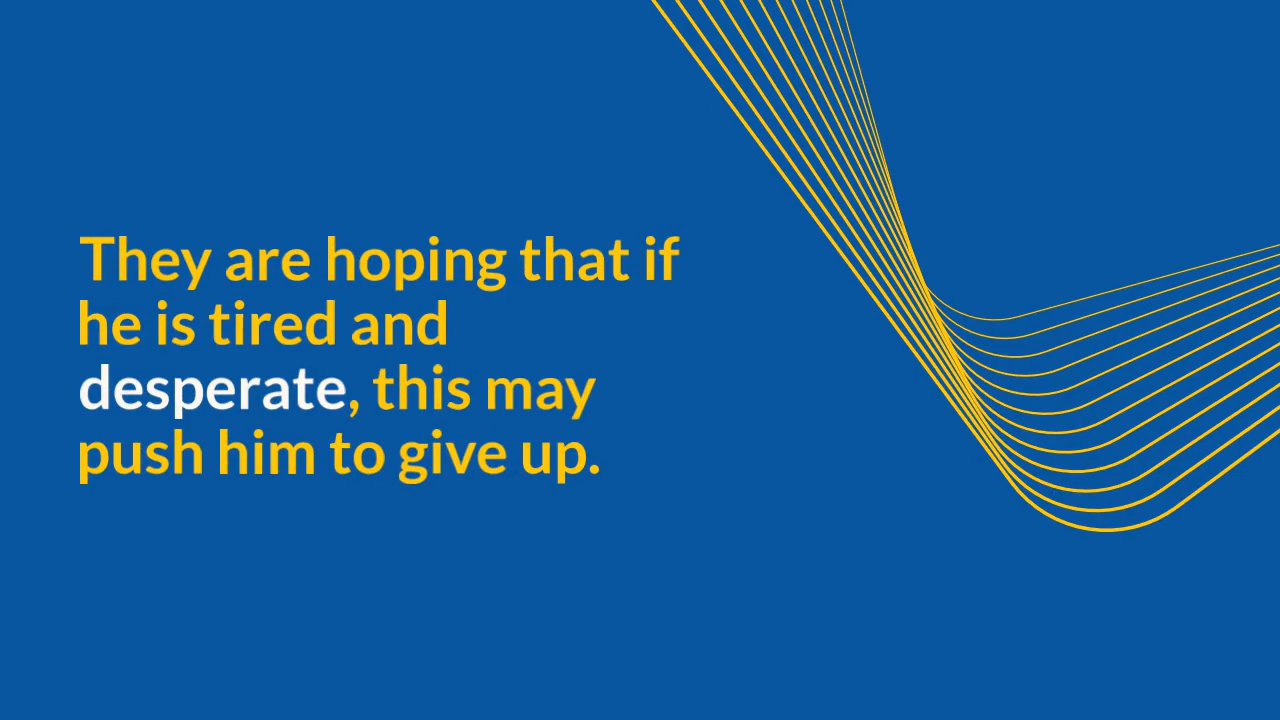 They are hoping that if
he is tired and
desperate, this may
push him to give up.